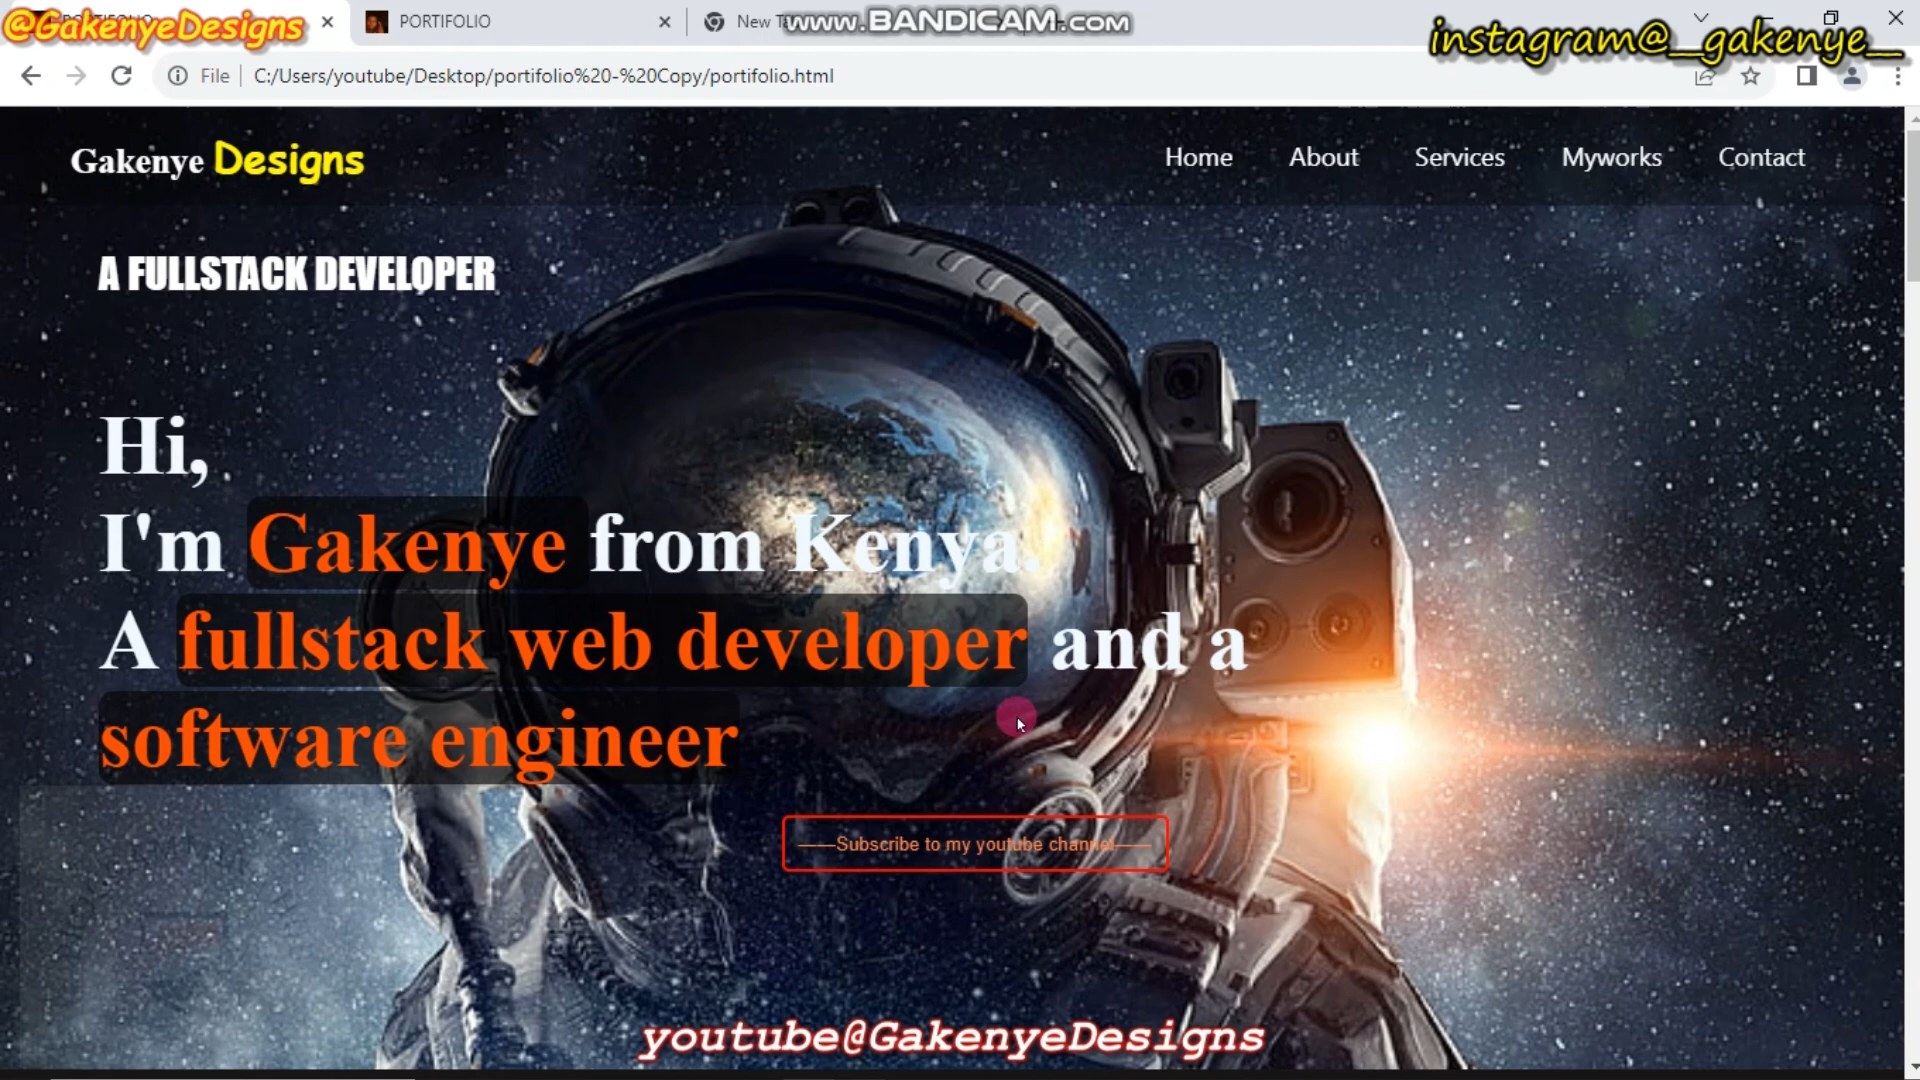 @GakenyeDesigns
PORTIFOLIO
New Ta
www.BANDICAM.com
instagram@__gakenye__
File
C:/Users/youtube/Desktop/portifolio%20-%20Copy/portifolio.html
Gakenye Designs
Home
About
Services
Myworks
Contact
A FULLSTACK DEVELOPER
Hi,
I'm Gakenye from Kenya.
A fullstack web developer and a
software engineer
——Subscribe to my youtube channel——
youtube@GakenyeDesigns